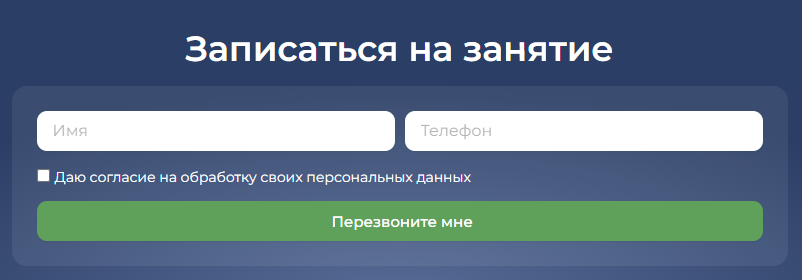 Записаться на занятие
Имя
Телефон
Даю согласие на обработку своих персональных данных
Перезвоните мне